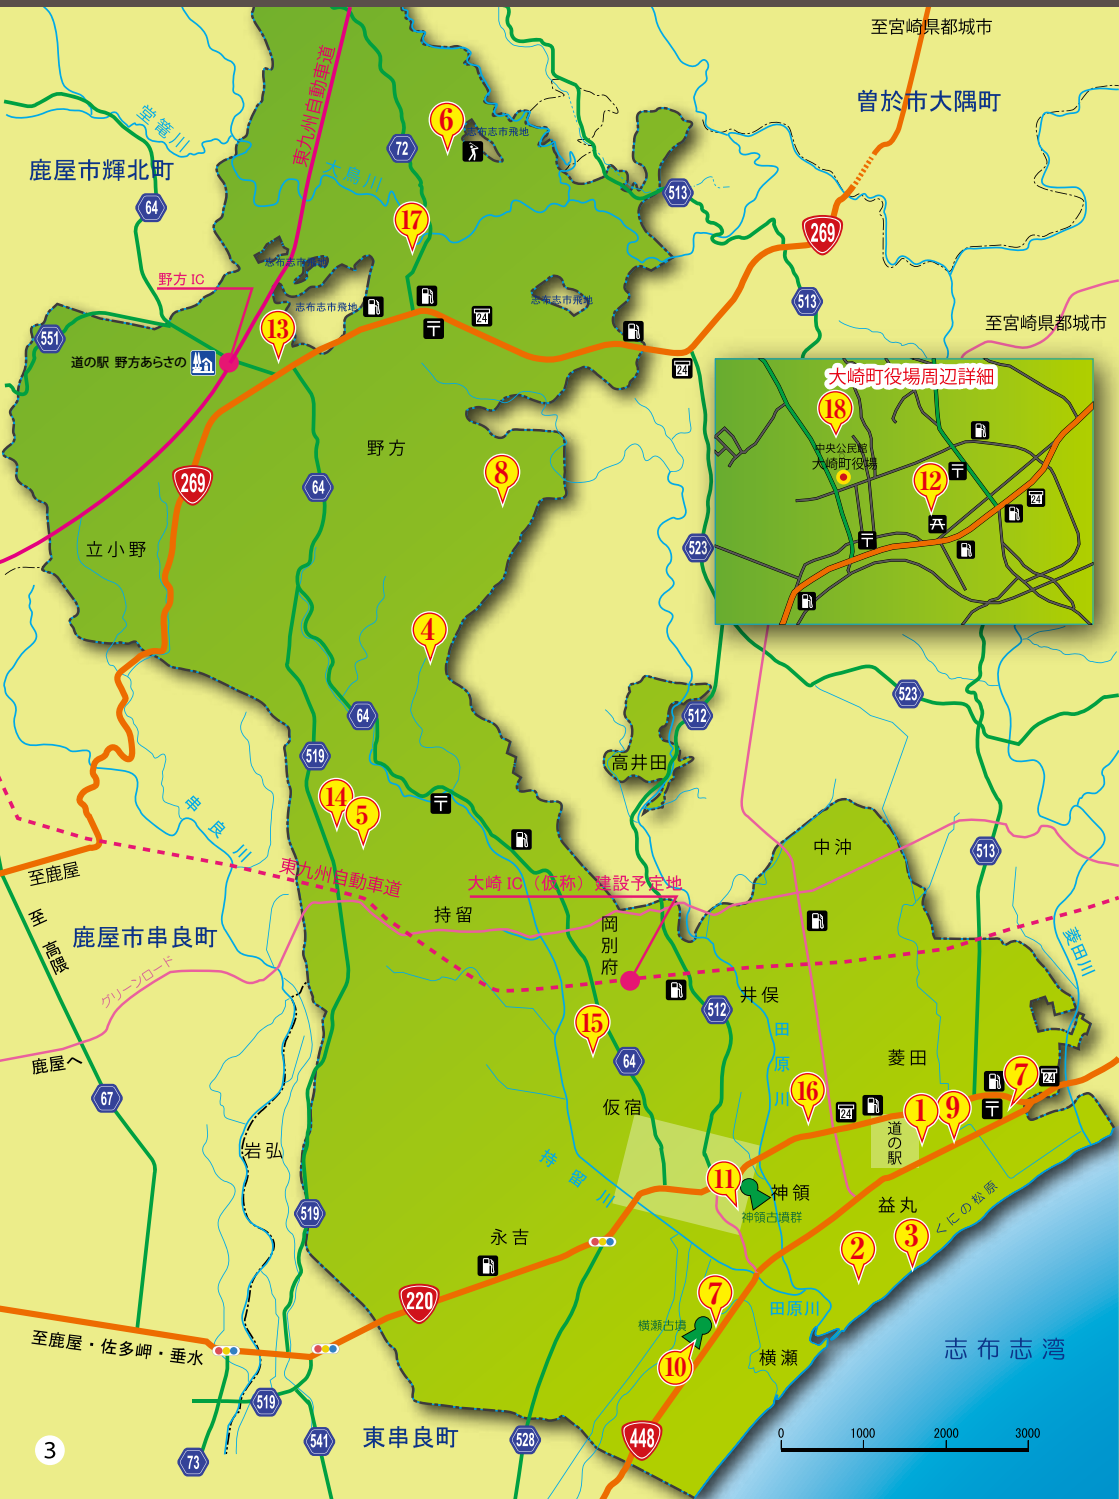 至宮崎県都城市
曽於市大隅町
東九州自動車道
堂篭川
鹿屋市輝北町
6
志布志市飛地
72
大鳥川
64
513
17
269
志布志市飛地
野方 IC
志布志市飛地
志布志市飛地
24
513
13
551
至宮崎県都城市
道の駅 野方あらさの
24
大崎町役場周辺詳細
18
中央公民館
大崎町役場
12
24
野方
8
269
64
立小野
523
4
523
64
512
519
高井田
14
5
串良川
中沖
513
東九州自動車道
至鹿屋
大崎 IC（仮称）建設予定地
至高隈
持留
岡別府
鹿屋市串良町
菱田川
グリーンロード
井俣
512
15
田原川
鹿屋へ
64
菱田
7
24
67
16
仮宿
24
1
9
道の駅
岩弘
持留川
11
神領
神領古墳群
益丸
くにの松原
519
永吉
2
3
220
7
田原川
横瀬古墳
至鹿屋・佐多岬・垂水
10
横瀬
志布志湾
519
448
541
東串良町
528
0 1000 2000 3000
3
73